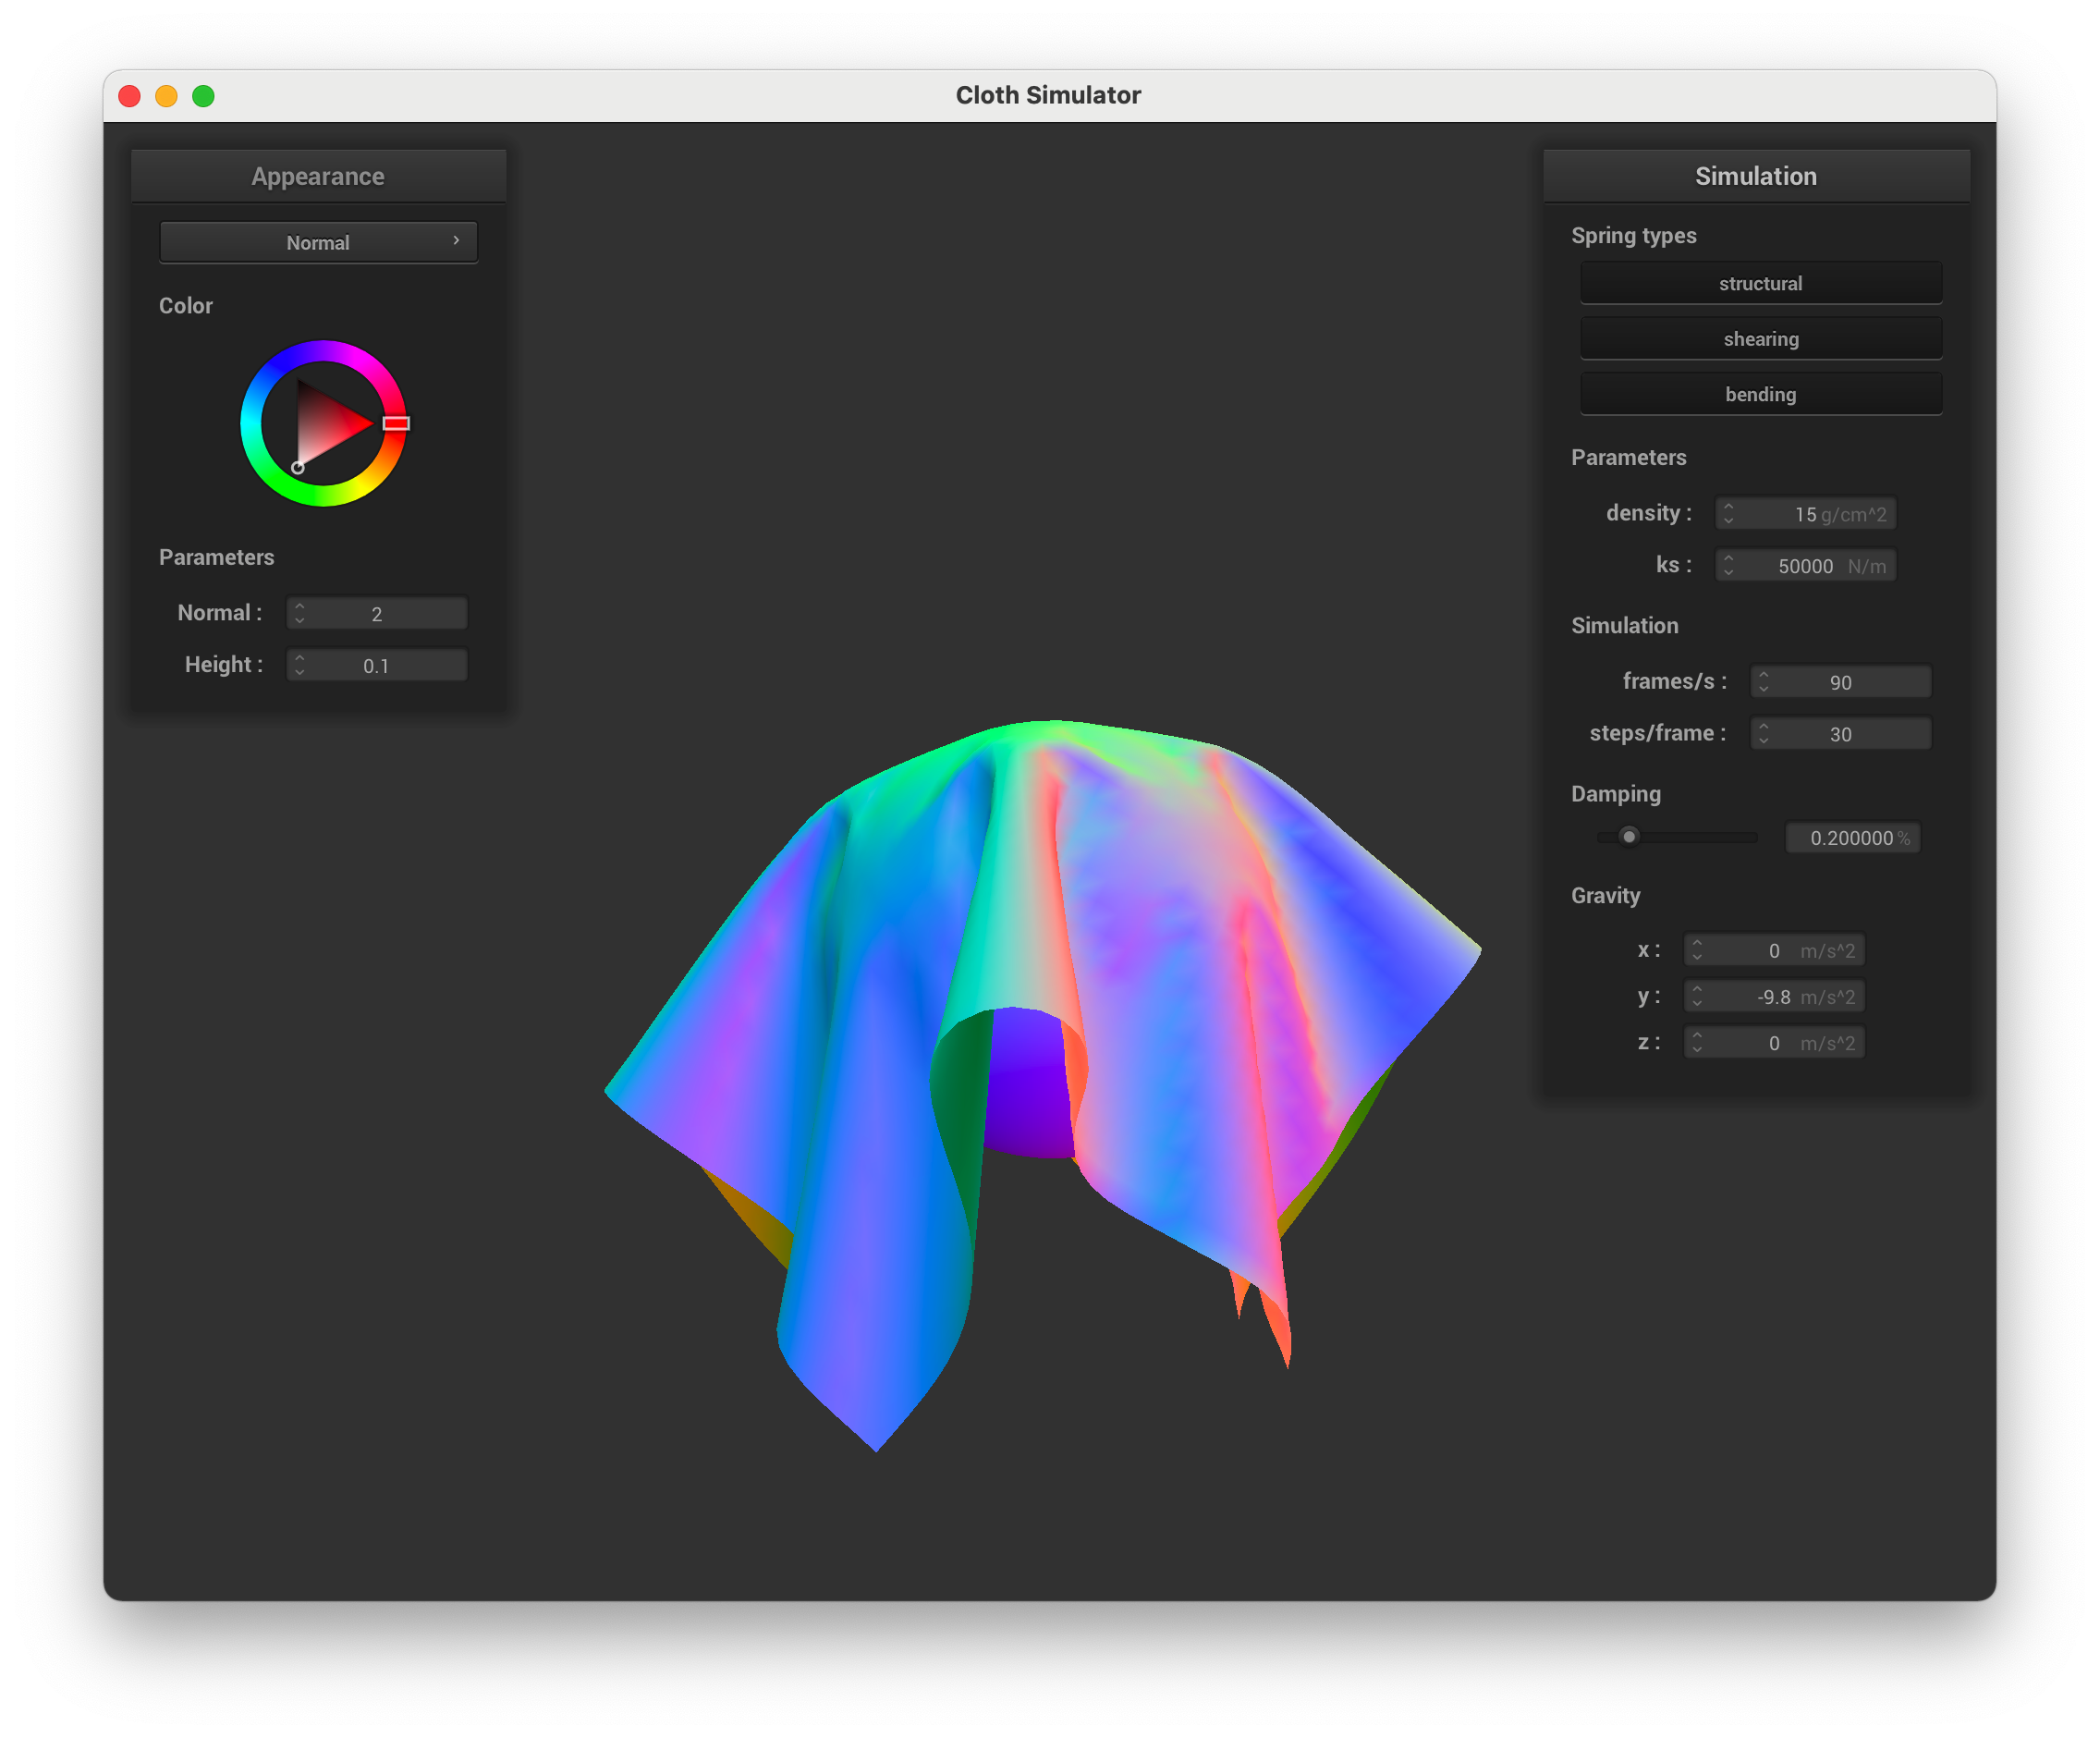 Cloth Simulator
Appearance
Normal
Color
Parameters
Normal : 2
Height : 0.1
Simulation
Spring types
structural
shearing
bending
Parameters
density : 15 g/cm^2
ks : 50000 N/m
Simulation
frames/s : 90
steps/frame : 30
Damping
0.200000 %
Gravity
x : 0 m/s^2
y : -9.8 m/s^2
z : 0 m/s^2